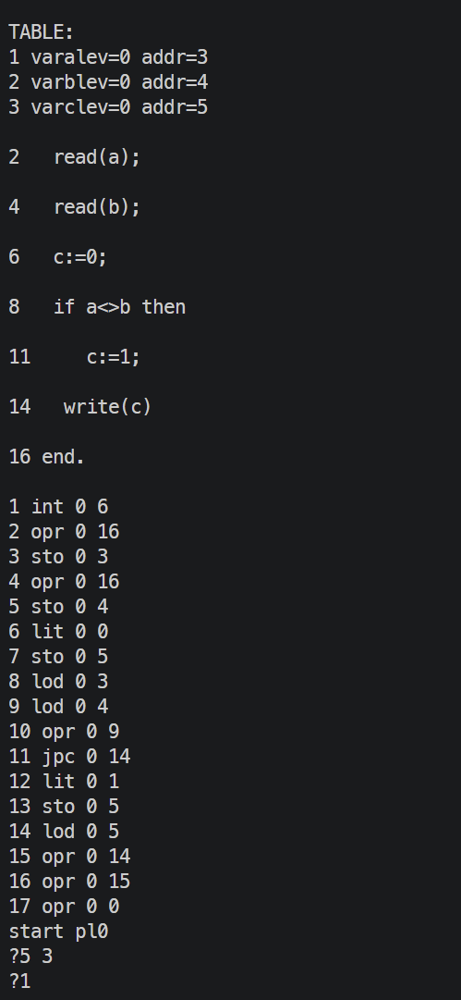 TABLE:
1 varalev=0 addr=3
2 varblev=0 addr=4
3 varclev=0 addr=5
2   read(a);
4   read(b);
6   c:=0;
8   if a<>b then
11     c:=1;
14   write(c)
16 end.
1 int 0 6
2 opr 0 16
3 sto 0 3
4 opr 0 16
5 sto 0 4
6 lit 0 0
7 sto 0 5
8 lod 0 3
9 lod 0 4
10 opr 0 9
11 jpc 0 14
12 lit 0 1
13 sto 0 5
14 lod 0 5
15 opr 0 14
16 opr 0 15
17 opr 0 0
start pl0
?5 3
?1